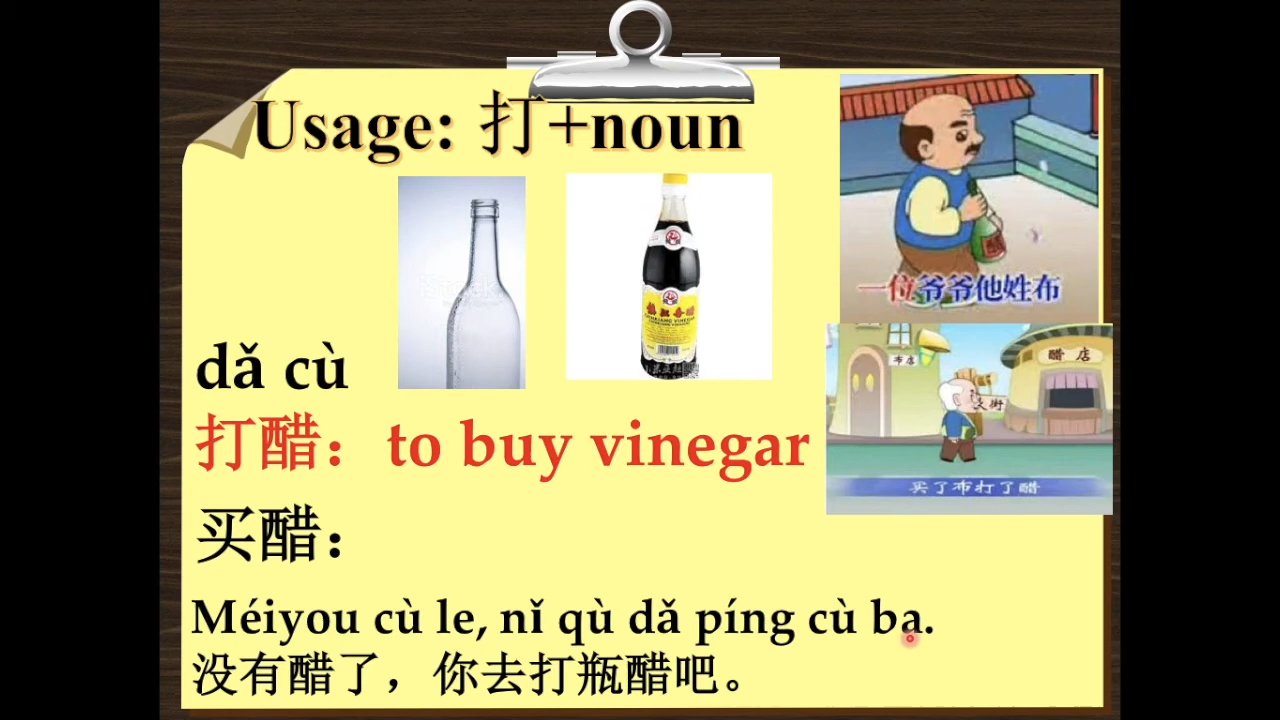 Usage: 打+noun
一位爷爷他姓布
布店
醋 店
买了布打了醋
dǎ cù
打醋：to buy vinegar
买醋：
Méiyou cù le, nǐ qù dǎ píng cù ba.
没有醋了，你去打瓶醋吧。